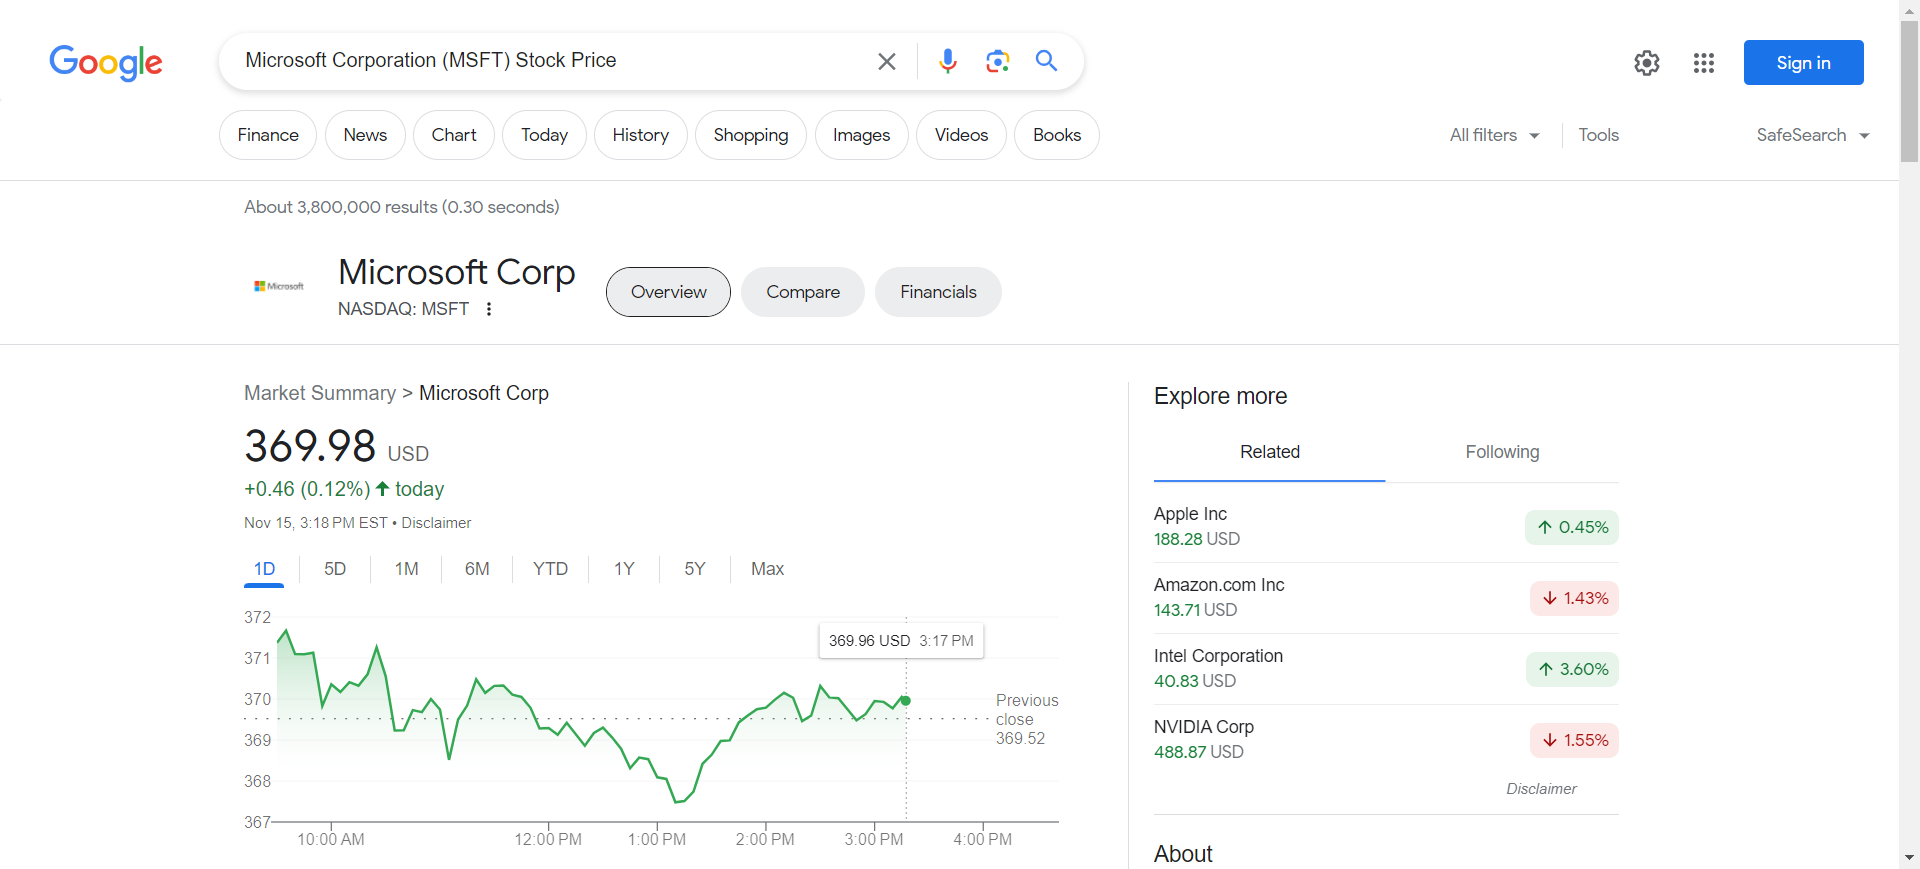 Google
Microsoft Corporation (MSFT) Stock Price
Sign in
Finance
News
Chart
Today
History
Shopping
Images
Videos
Books
All filters
Tools
SafeSearch
About 3,800,000 results (0.30 seconds)
Microsoft
Microsoft Corp
NASDAQ: MSFT
Overview
Compare
Financials
Market Summary > Microsoft Corp
369.98 USD
+0.46 (0.12%) today
Nov 15, 3:18 PM EST • Disclaimer
1D
5D
1M
6M
YTD
1Y
5Y
Max
372
371
370
369
368
367
369.96 USD 3:17 PM
Previous
close
369.52
10:00 AM
12:00 PM
1:00 PM
2:00 PM
3:00 PM
4:00 PM
Explore more
Related
Following
Apple Inc
188.28 USD
0.45%
Amazon.com Inc
143.71 USD
1.43%
Intel Corporation
40.83 USD
3.60%
NVIDIA Corp
488.87 USD
1.55%
Disclaimer
About